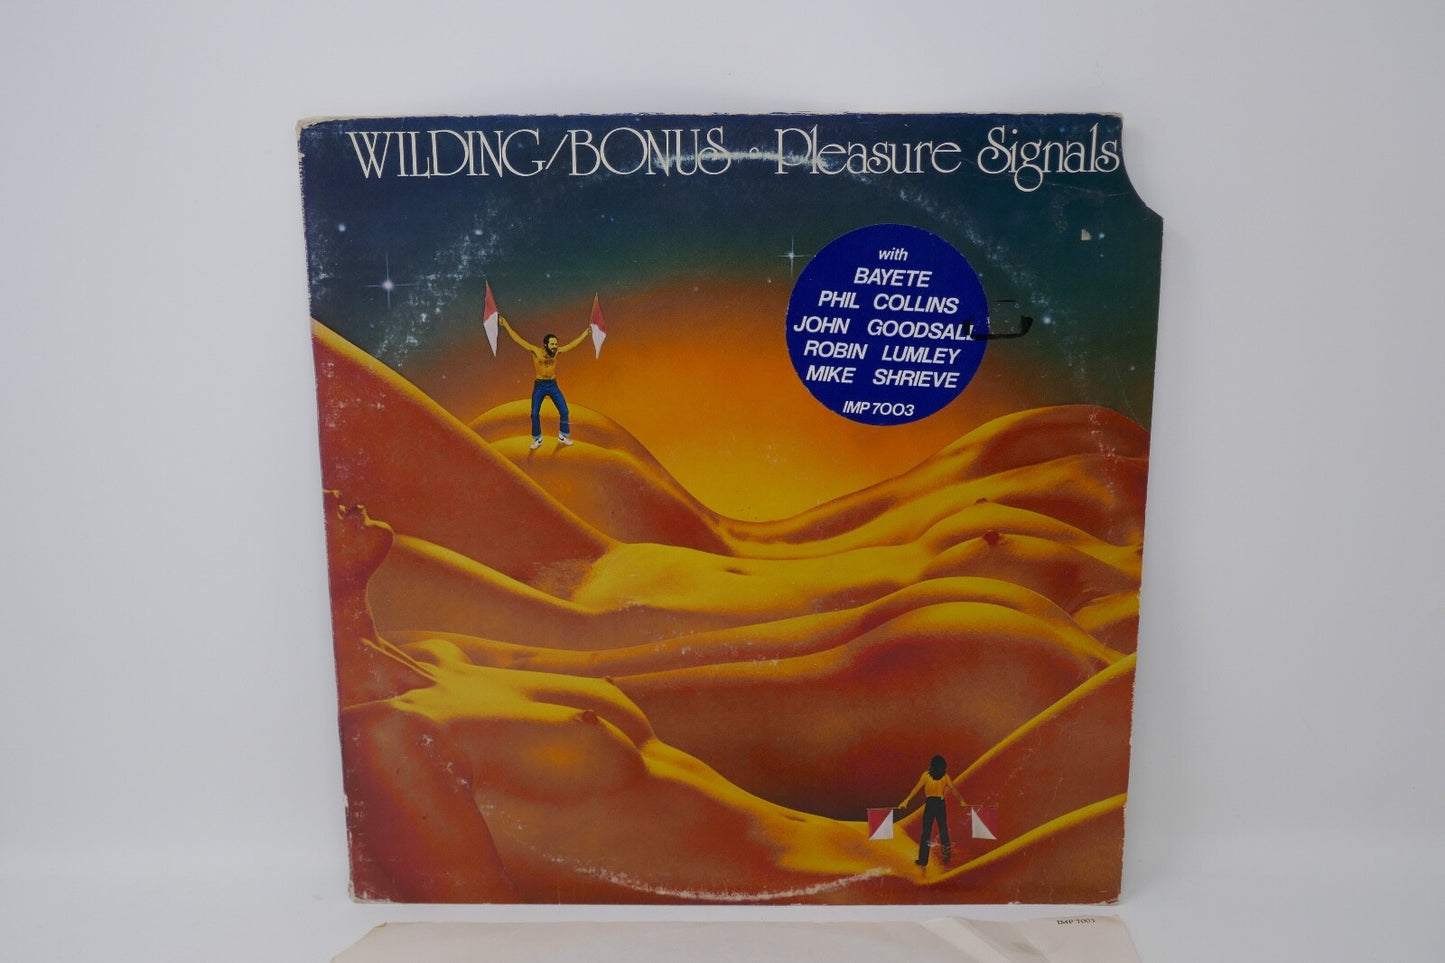 WILDING/BONUS • Pleasure Signals
with
BAYETE
PHIL COLLINS
JOHN GOODSALL
ROBIN LUMLEY
MIKE SHRIEVE
IMP 7003
IMP 7003